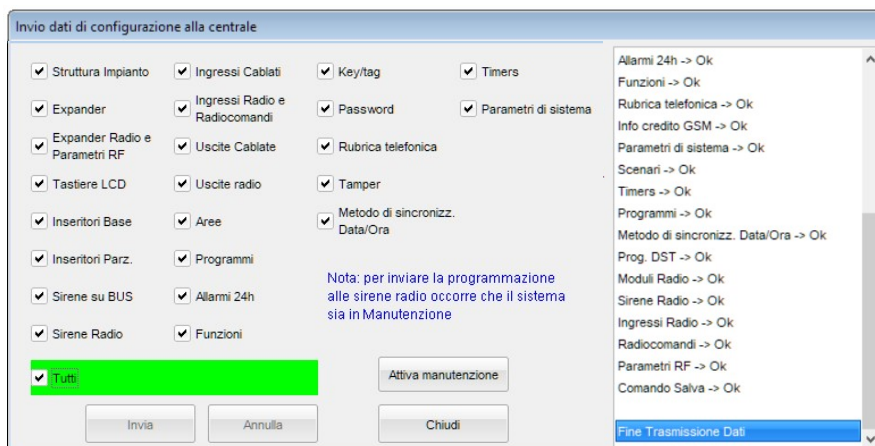 Invio dati di configurazione alla centrale
Struttura Impianto
Expander
Expander Radio e
Parametri RF
Tastiere LCD
Inseritori Base
Inseritori Parz.
Sirene su BUS
Sirene Radio
Tutti
Ingressi Cablati
Ingressi Radio e
Radiocomandi
Uscite Cablate
Uscite radio
Aree
Programmi
Allarmi 24h
Funzioni
Key/tag
Password
Rubrica telefonica
Tamper
Metodo di sincronizz.
Data/Ora
Timers
Parametri di sistema
Nota: per inviare la programmazione
alle sirene radio occorre che il sistema
sia in Manutenzione
Attiva manutenzione
Invia
Annulla
Chiudi
Allarmi 24h -> Ok
Funzioni -> Ok
Rubrica telefonica -> Ok
Info credito GSM -> Ok
Parametri di sistema -> Ok
Scenari -> Ok
Timers -> Ok
Programmi -> Ok
Metodo di sincronizz. Data/Ora -> Ok
Prog. DST -> Ok
Moduli Radio -> Ok
Sirene Radio -> Ok
Ingressi Radio -> Ok
Radiocomandi -> Ok
Parametri RF -> Ok
Comando Salva -> Ok
Fine Trasmissione Dati